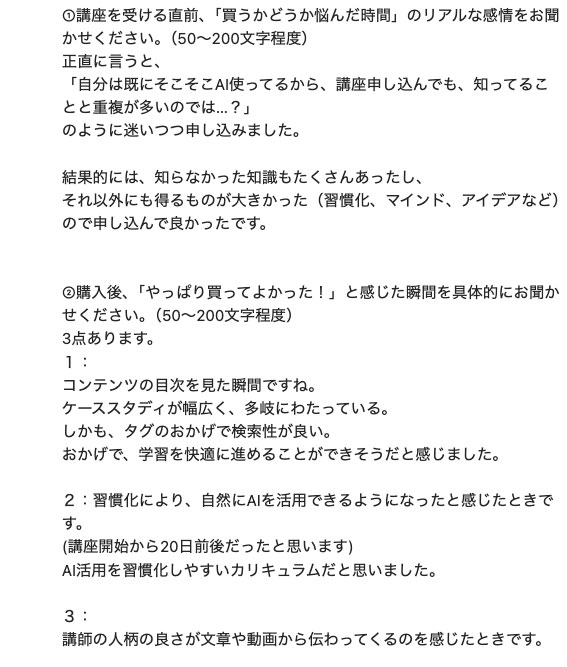 ①講座を受ける直前、「買うかどうか悩んだ時間」のリアルな感情をお聞
かせください。（50〜200文字程度）
正直に言うと、
「自分は既にそこそこAI使ってるから、講座申し込んでも、知ってるこ
とと重複が多いのでは...？」
のように迷いつつ申し込みました。
結果的には、知らなかった知識もたくさんあったし、
それ以外にも得るものが大きかった（習慣化、マインド、アイデアなど）
ので申し込んで良かったです。
②購入後、「やっぱり買ってよかった！」と感じた瞬間を具体的にお聞か
せください。（50〜200文字程度）
3点あります。
１：
コンテンツの目次を見た瞬間ですね。
ケーススタディが幅広く、多岐にわたっている。
しかも、タグのおかげで検索性が良い。
おかげで、学習を快適に進めることができそうだと感じました。
２：習慣化により、自然にAIを活用できるようになったと感じたときで
す。
(講座開始から20日前後だったと思います)
AI活用を習慣化しやすいカリキュラムだと思いました。
３：
講師の人柄の良さが文章や動画から伝わってくるのを感じたときです。